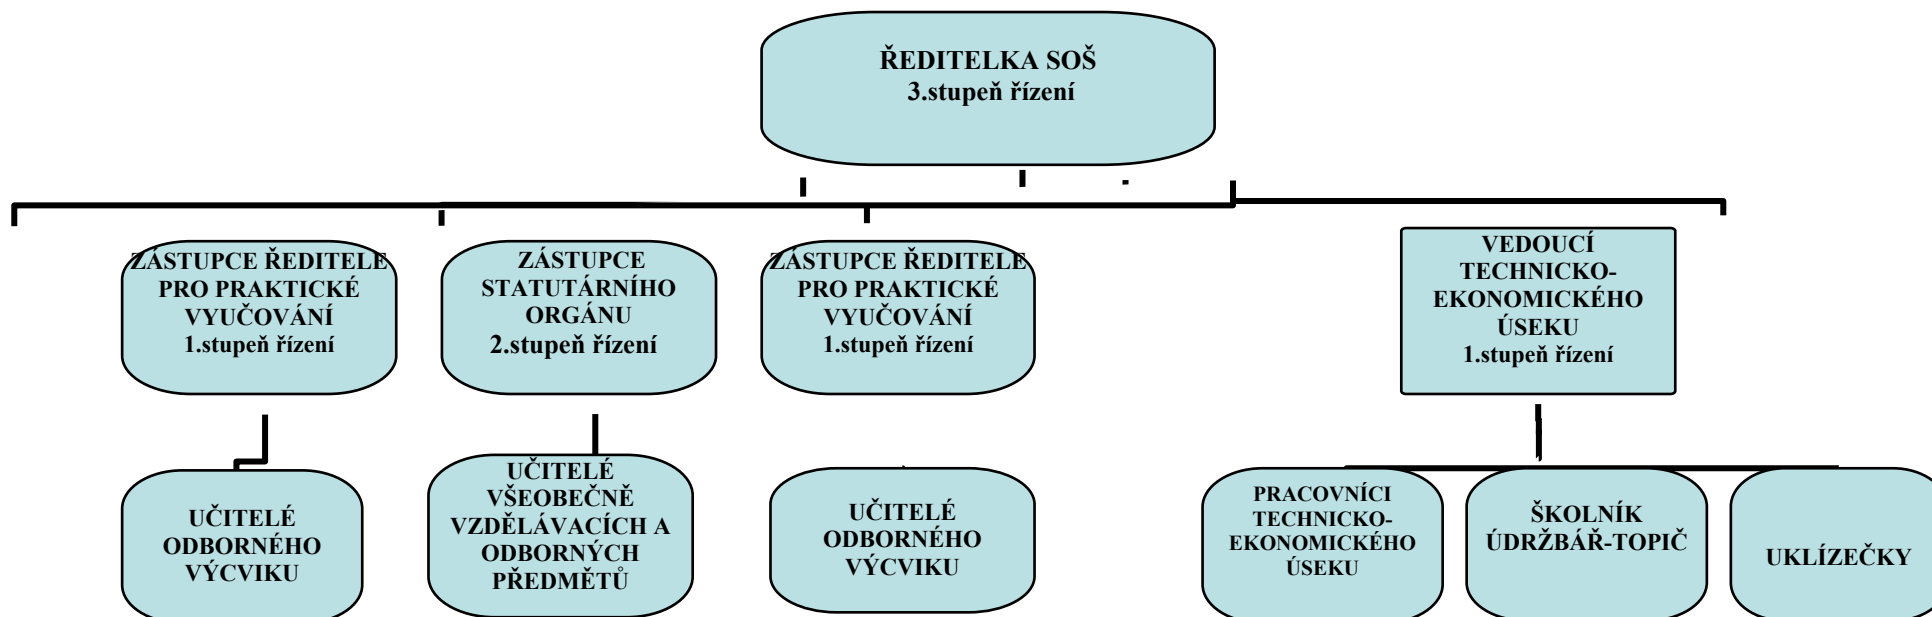 ŘEDITELKA SOŠ
3.stupeň řízení
ZÁSTUPCE ŘEDITELE
PRO PRAKTICKÉ
VYUČOVÁNÍ
1.stupeň řízení
ZÁSTUPCE
STATUTÁRNÍHO
ORGÁNU
2.stupeň řízení
ZÁSTUPCE ŘEDITELE
PRO PRAKTICKÉ
VYUČOVÁNÍ
1.stupeň řízení
VEDOUCÍ
TECHNICKO-
EKONOMICKÉHO
ÚSEKU
1.stupeň řízení
UČITELÉ
ODBORNÉHO
VÝCVIKU
UČITELÉ
VŠEOBEČNĚ
VZDĚLÁVACÍCH A
ODBORNÝCH
PŘEDMĚTŮ
UČITELÉ
ODBORNÉHO
VÝCVIKU
PRACOVNÍCI
TECHNICKO-
EKONOMICKÉHO
ÚSEKU
ŠKOLNÍK
ÚDRŽBÁŘ-TOPIČ
UKLÍZEČKY